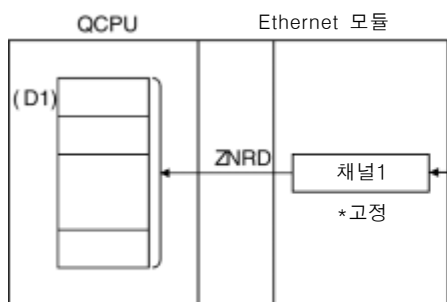 QCPU
Ethernet 모듈
(D1)
ZNRD
채널1
*고정